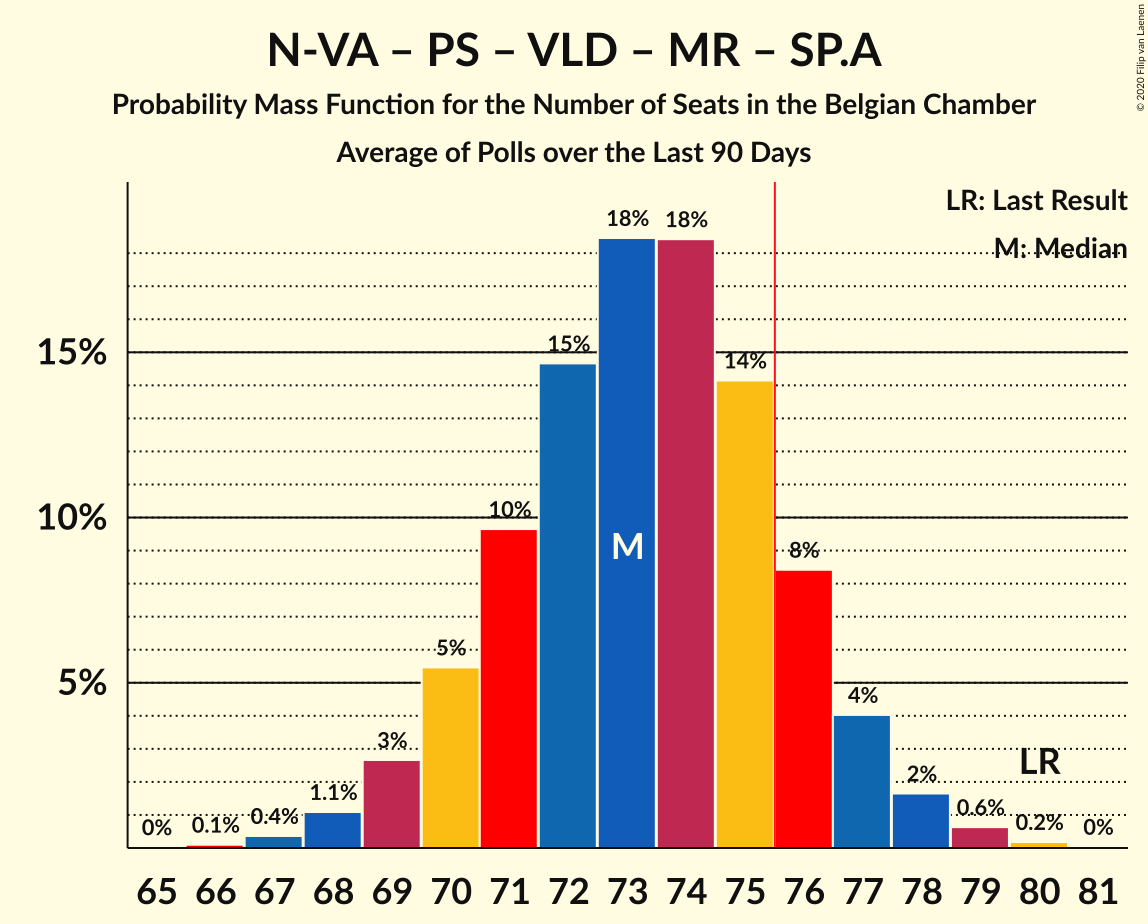 N-VA – PS – VLD – MR – SP.A
Probability Mass Function for the Number of Seats in the Belgian Chamber
Average of Polls over the Last 90 Days
© 2020 Filip van Laenen
LR: Last Result
M: Median
15%
10%
5%
0%
0.1%
0.4%
1.1%
3%
5%
10%
15%
18%
18%
14%
8%
4%
2%
0.6%
0.2%
0%
M
LR
65 66 67 68 69 70 71 72 73 74 75 76 77 78 79 80 81